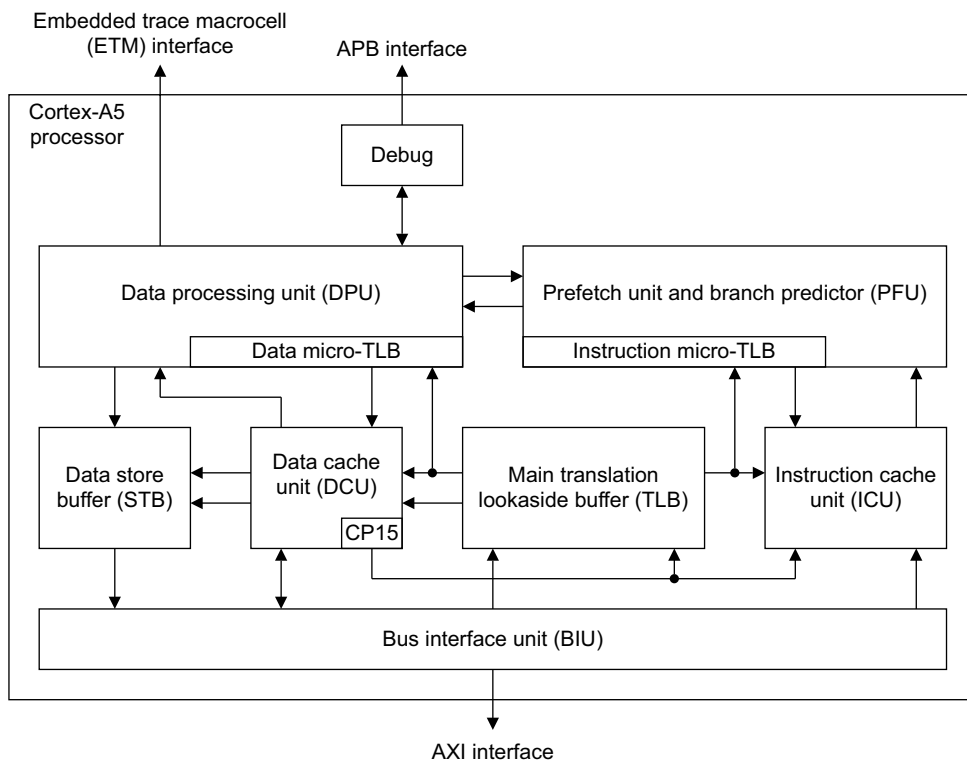 Embedded trace macrocell
(ETM) interface
APB interface
Cortex-A5
processor
Debug
Data processing unit (DPU)
Prefetch unit and branch predictor (PFU)
Data micro-TLB
Instruction micro-TLB
Data store
buffer (STB)
Data cache
unit (DCU)
CP15
Main translation
lookaside buffer (TLB)
Instruction cache
unit (ICU)
Bus interface unit (BIU)
AXI interface